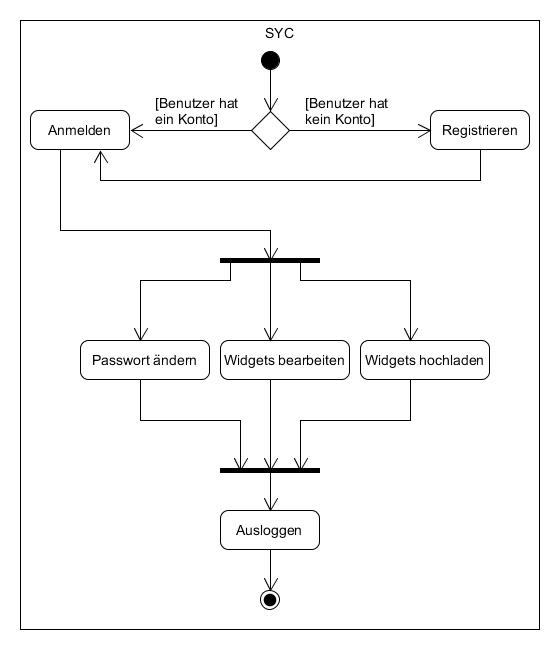 SYC
[Benutzer hat
ein Konto]
[Benutzer hat
kein Konto]
Anmelden
Registrieren
Passwort ändern
Widgets bearbeiten
Widgets hochladen
Ausloggen